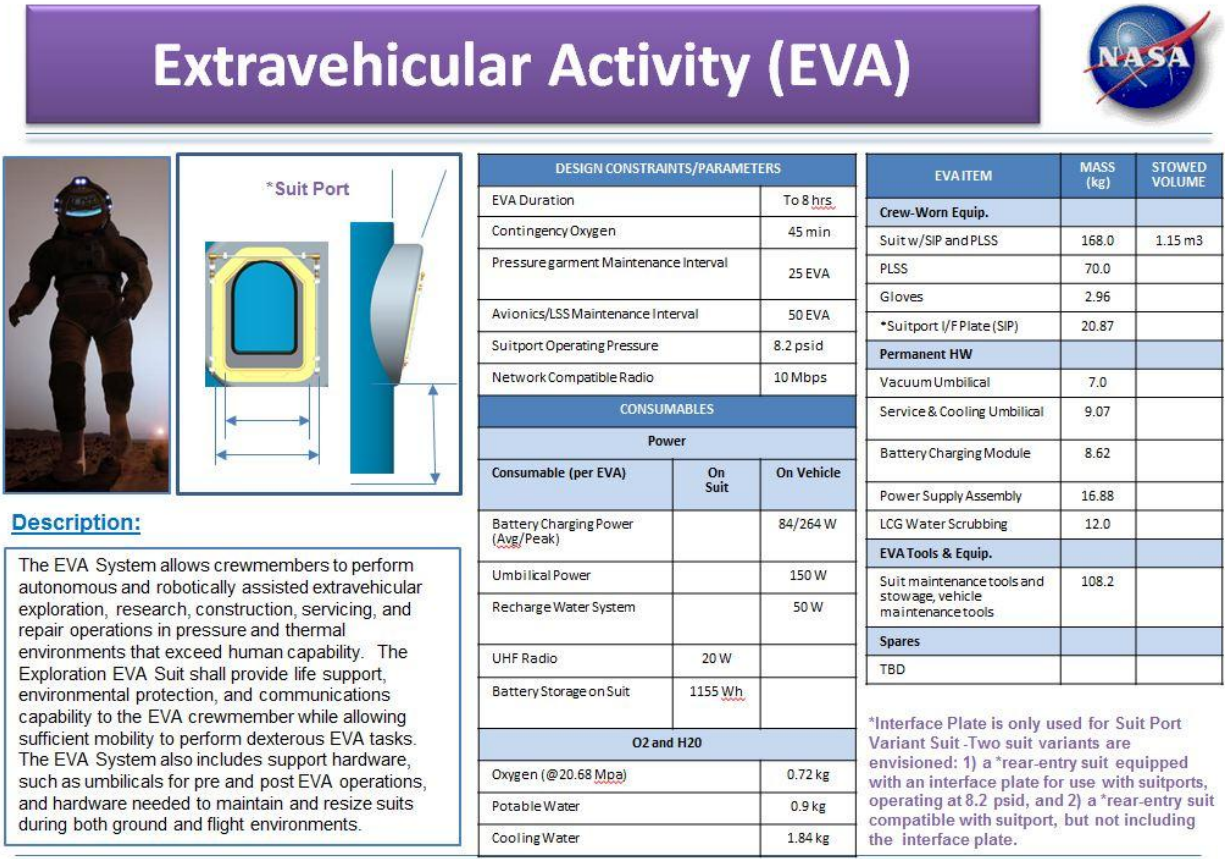 Extravehicular Activity (EVA)
NASA
*Suit Port
Description:
The EVA System allows crewmembers to perform
autonomous and robotically assisted extravehicular
exploration, research, construction, servicing, and
repair operations in pressure and thermal
environments that exceed human capability. The
Exploration EVA Suit shall provide life support,
environmental protection, and communications
capability to the EVA crewmember while allowing
sufficient mobility to perform dexterous EVA tasks.
The EVA System also includes support hardware,
such as umbilicals for pre and post EVA operations,
and hardware needed to maintain and resize suits
during both ground and flight environments.
DESIGN CONSTRAINTS/PARAMETERS
EVA Duration To 8 hrs
Contingency Oxygen 45 min
Pressure garment Maintenance Interval 25 EVA
Avionics/LSS Maintenance Interval 50 EVA
Suitport Operating Pressure 8.2 psid
Network Compatible Radio 10 Mbps
CONSUMABLES
Power
Consumable (per EVA) On Suit On Vehicle
Battery Charging Power 84/264 W
(Avg/Peak)
Umbilical Power 150 W
Recharge Water System 50 W
UHF Radio 20 W
Battery Storage on Suit 1155 Wh
O2 and H20
Oxygen (@20.68 Mpa) 0.72 kg
Potable Water 0.9 kg
Cooling Water 1.84 kg
EVA ITEM MASS (kg) STOWED VOLUME
Crew-Worn Equip.
Suit w/SIP and PLSS 168.0 1.15 m3
PLSS 70.0
Gloves 2.96
*Suitport I/F Plate (SIP) 20.87
Permanent HW
Vacuum Umbilical 7.0
Service & Cooling Umbilical 9.07
Battery Charging Module 8.62
Power Supply Assembly 16.88
LCG Water Scrubbing 12.0
EVA Tools & Equip.
Suit maintenance tools and 108.2
stowage, vehicle
maintenance tools
Spares
TBD
*Interface Plate is only used for Suit Port
Variant Suit -Two suit variants are
envisioned: 1) a *rear-entry suit equipped
with an interface plate for use with suitports,
operating at 8.2 psid, and 2) a *rear-entry suit
compatible with suitport, but not including
the interface plate.